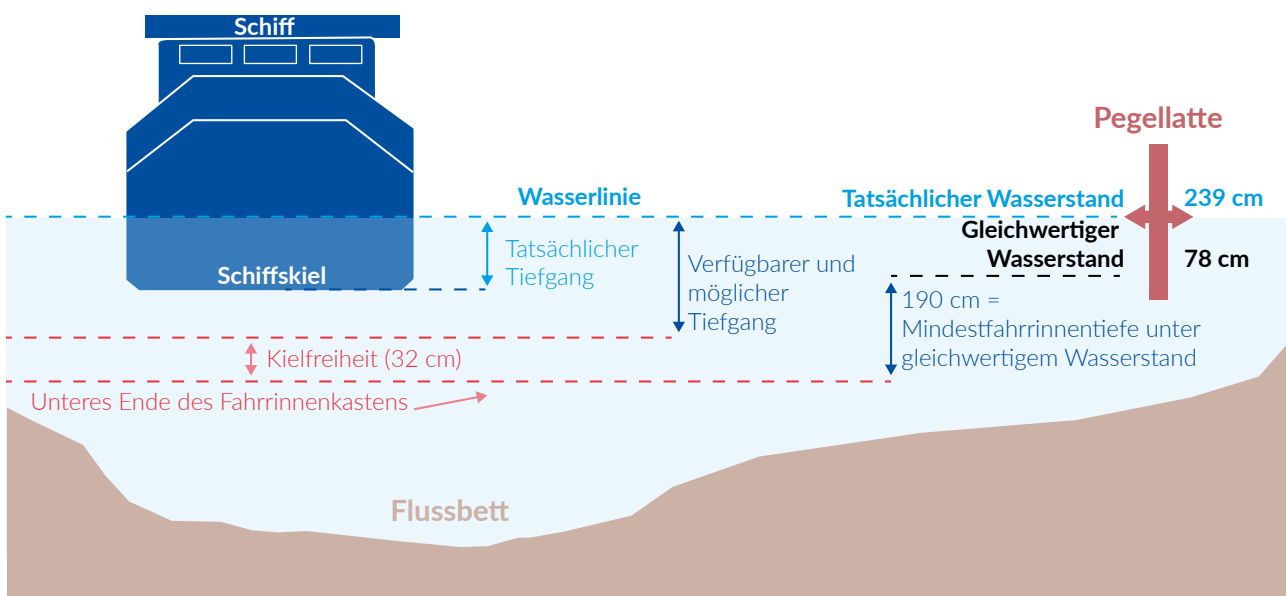 Schiff
Pegellatte
Wasserlinie
Tatsächlicher Wasserstand
239 cm
Gleichwertiger
Wasserstand
78 cm
Tatsächlicher
Tiefgang
Schiffskiel
Verfügbarer und
möglicher
Tiefgang
190 cm =
Mindestfahrrinnentiefe unter
gleichwertigem Wasserstand
Kielfreiheit (32 cm)
Unteres Ende des Fahrrinnenkastens
Flussbett